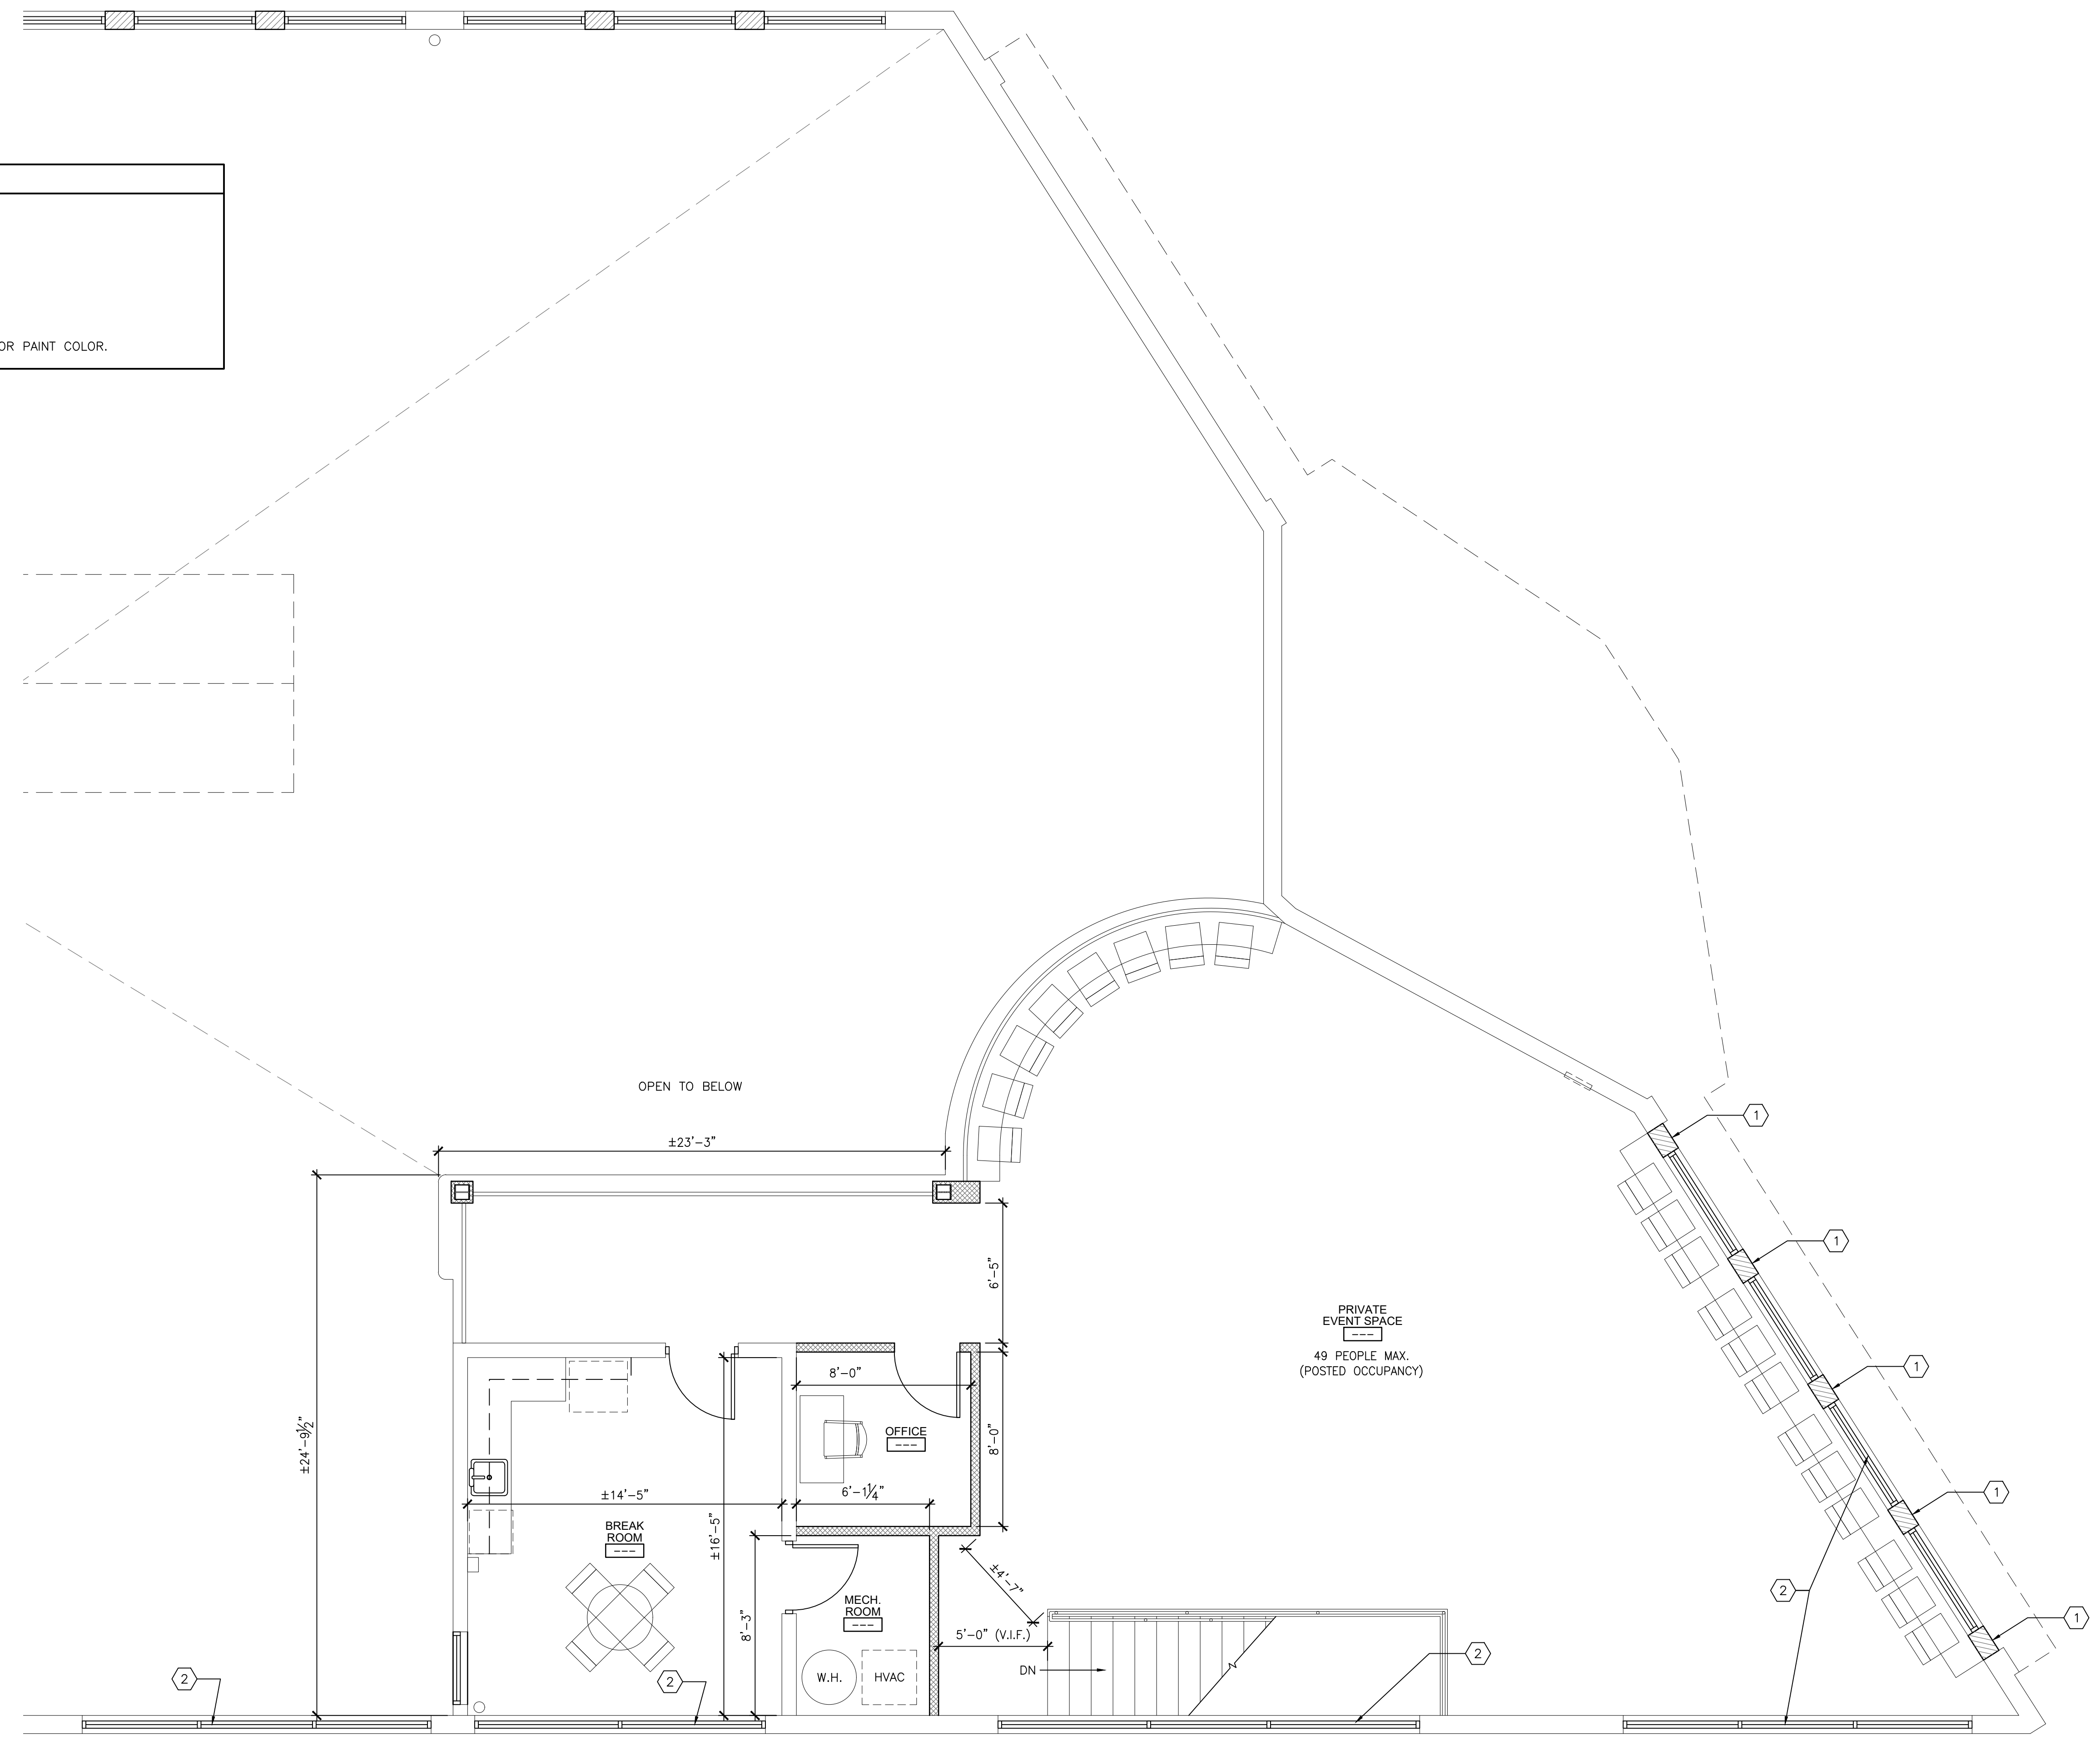 OR PAINT COLOR.
OPEN TO BELOW
±23'-3"
1
1
6'-5"
PRIVATE
EVENT SPACE
---
49 PEOPLE MAX.
(POSTED OCCUPANCY)
1
8'-0"
±24'-9½"
OFFICE
---
8'-0"
6'-1¼"
±14'-5"
1
BREAK
ROOM
---
±16'-5"
±4'-7"
2
MECH.
ROOM
---
8'-3"
1
5'-0" (V.I.F.)
2
DN
W.H.
HVAC
2
2